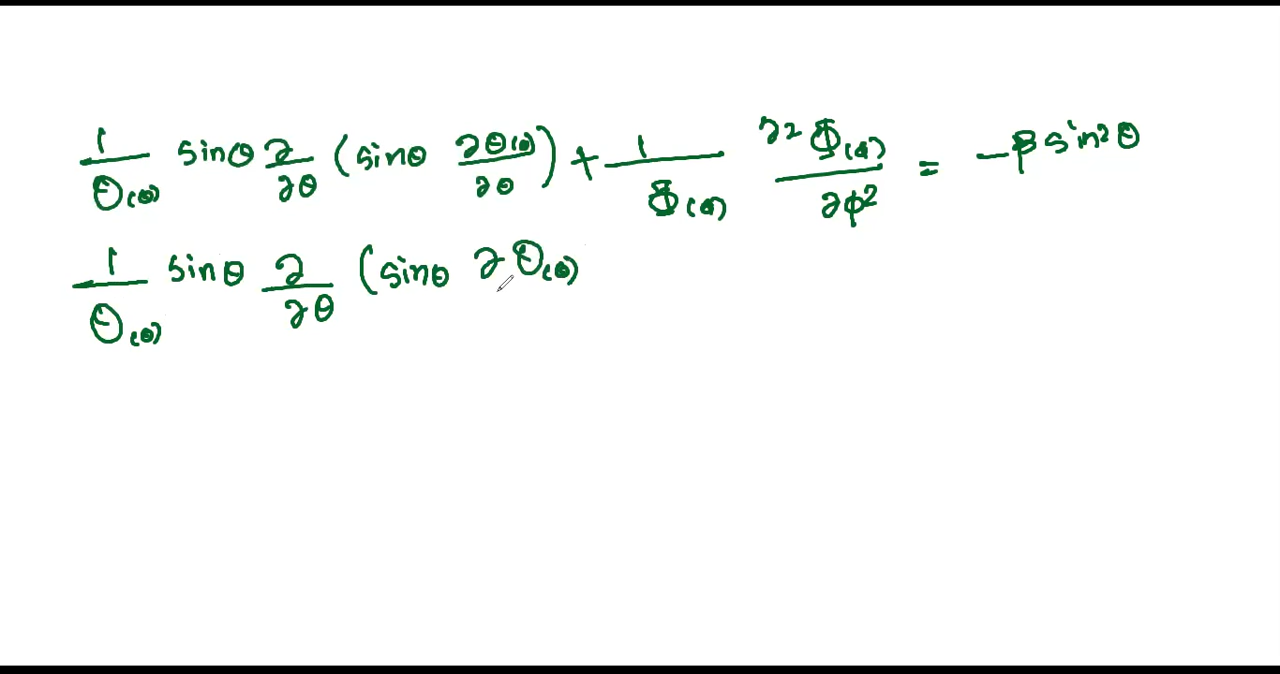 1/Θ(θ) sinθ ∂/∂θ (sinθ ∂Θ(θ)/∂θ) + 1/Φ(φ) ∂²Φ(φ)/∂φ² = -β sin²θ
1/Θ(θ) sinθ ∂/∂θ (sinθ ∂Θ(θ)